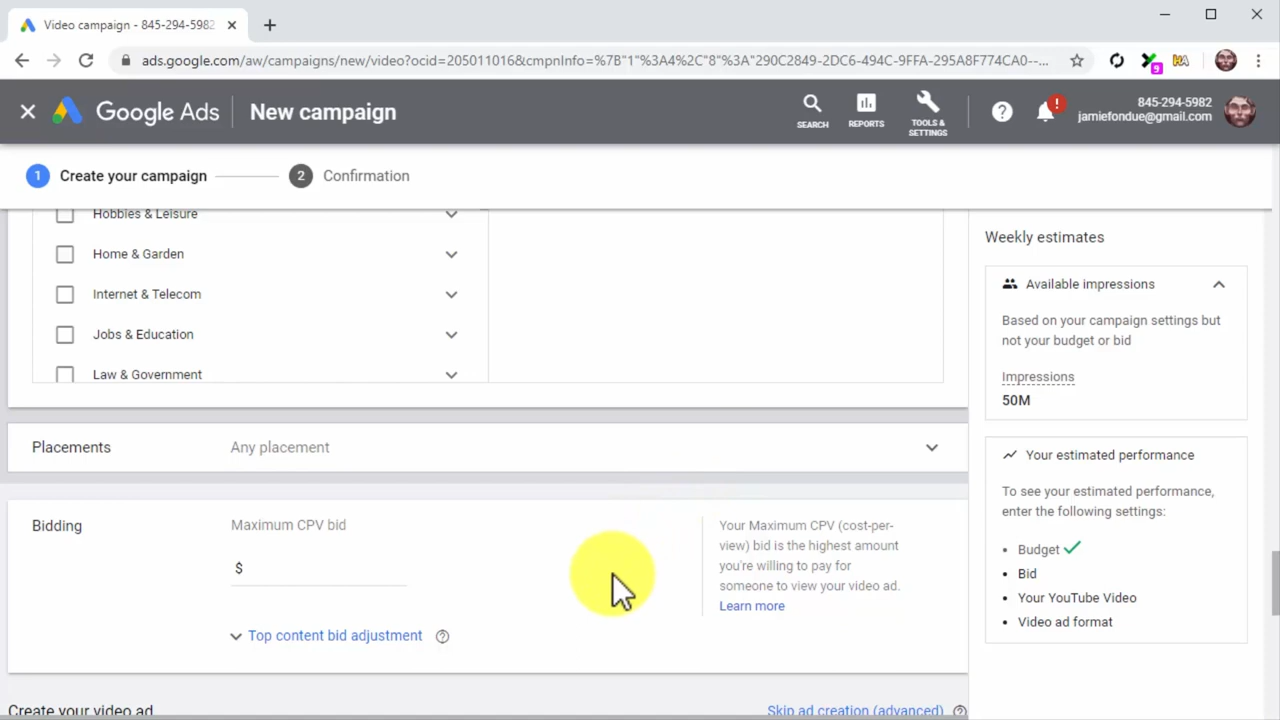 Video campaign - 845-294-5982
ads.google.com/aw/campaigns/new/video?ocid=205011016&cmpnInfo=%7B"1"%3A4%2C"8"%3A"290C2849-2DC6-494C-9FFA-295A8F774CA0--...
9
Google Ads
New campaign
SEARCH
REPORTS
TOOLS &
SETTINGS
?
!
845-294-5982
jamiefondue@gmail.com
1 Create your campaign
2 Confirmation
Hobbies & Leisure
Home & Garden
Internet & Telecom
Jobs & Education
Law & Government
Placements
Any placement
Bidding
Maximum CPV bid
$
Top content bid adjustment ?
Your Maximum CPV (cost-per-
view) bid is the highest amount
you're willing to pay for
someone to view your video ad.
Learn more
Create your video ad
Skip ad creation (advanced) ?
Weekly estimates
Available impressions
Based on your campaign settings but
not your budget or bid
Impressions
50M
Your estimated performance
To see your estimated performance,
enter the following settings:
• Budget
• Bid
• Your YouTube Video
• Video ad format